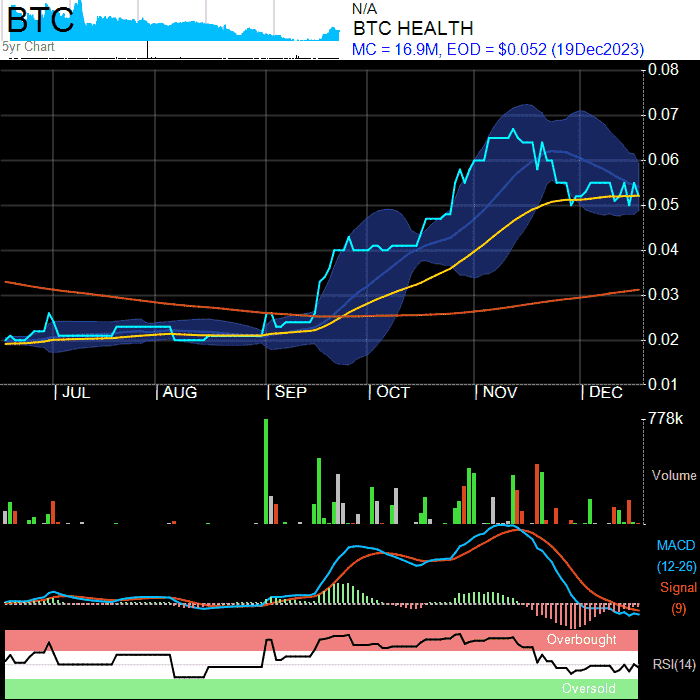 BTC
5yr Chart
N/A
BTC HEALTH
MC = 16.9M, EOD = $0.052 (19Dec2023)
0.08
0.07
0.06
0.05
0.04
0.03
0.02
0.01
| JUL | AUG | SEP | OCT | NOV | DEC
778k
Volume
MACD
(12-26)
Signal
(9)
Overbought
RSI(14)
Oversold